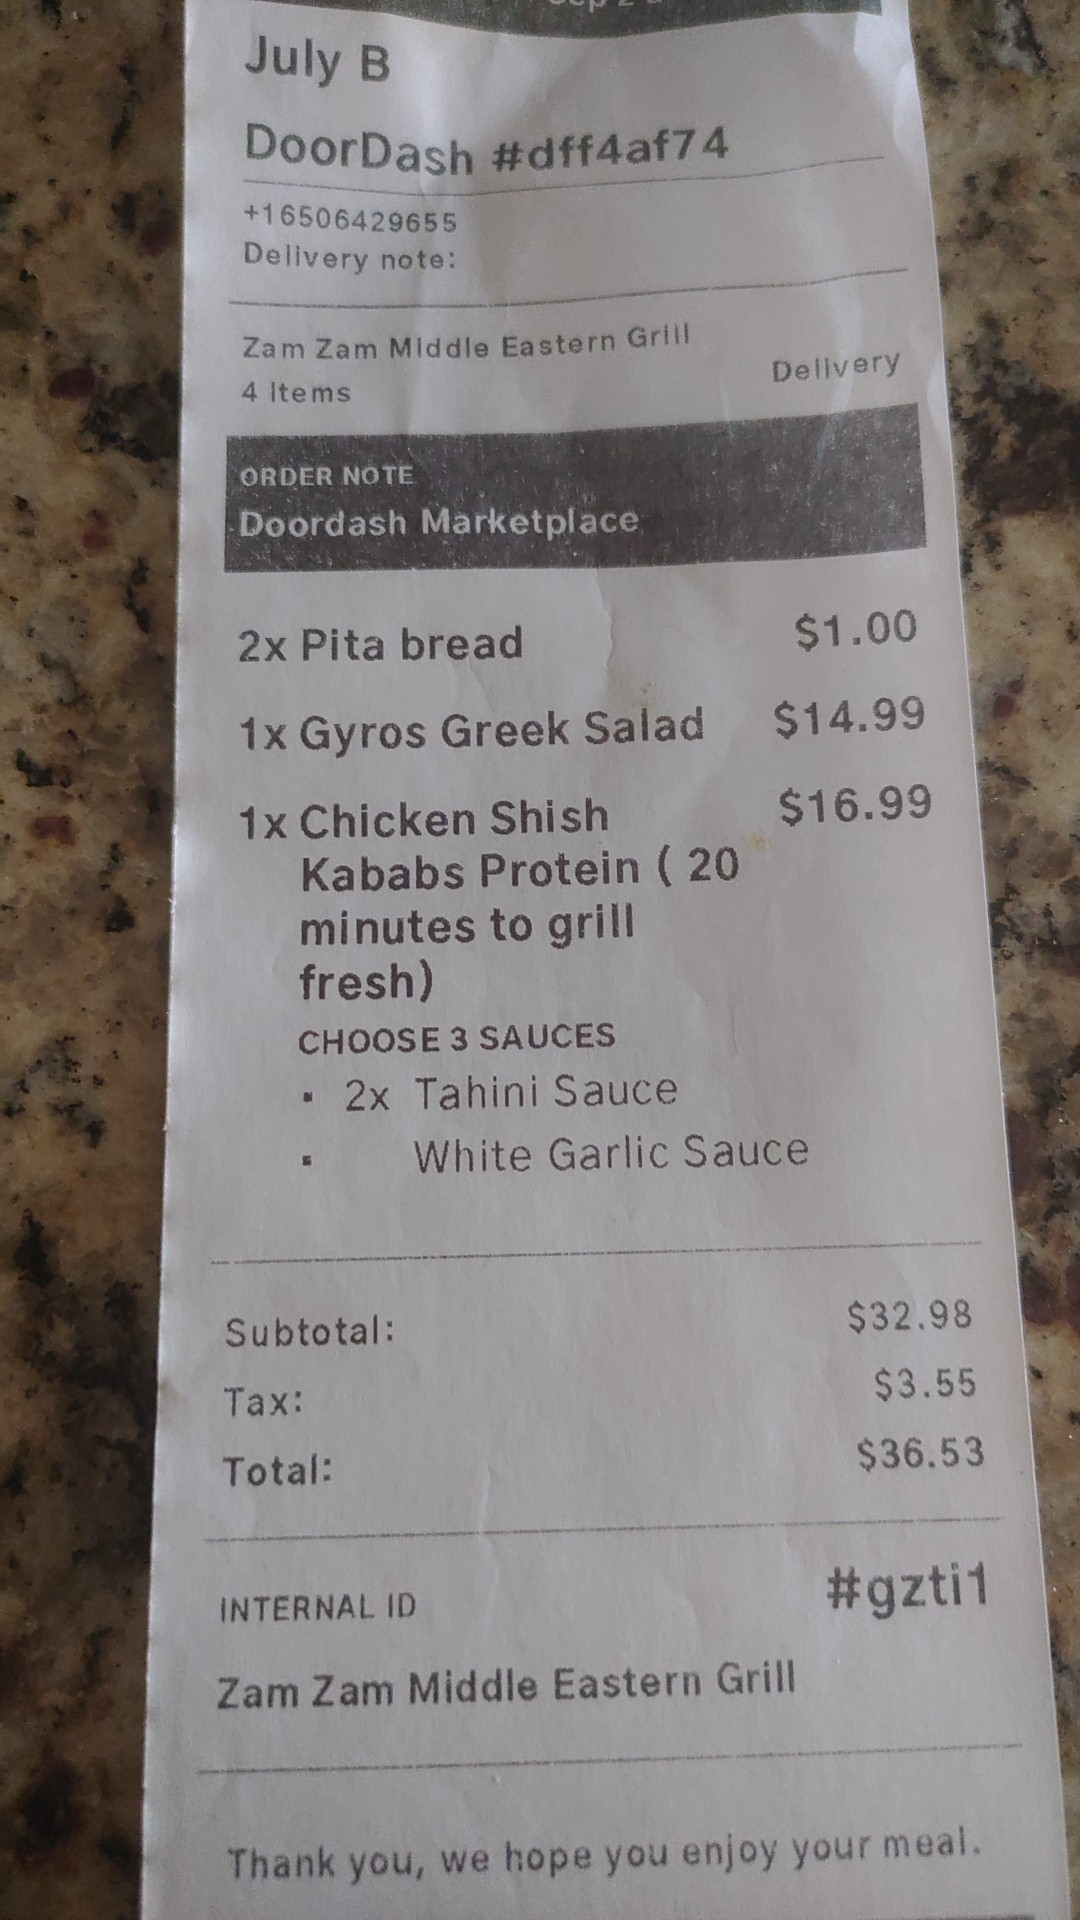 July B
DoorDash #dff4af74
+16506429655
Delivery note:
Zam Zam Middle Eastern Grill
4 Items
Delivery
ORDER NOTE
Doordash Marketplace
2x Pita bread $1.00
1x Gyros Greek Salad $14.99
1x Chicken Shish $16.99
Kababs Protein ( 20
minutes to grill
fresh)
CHOOSE 3 SAUCES
▪ 2x Tahini Sauce
▪ White Garlic Sauce
Subtotal: $32.98
Tax: $3.55
Total: $36.53
INTERNAL ID #gzti1
Zam Zam Middle Eastern Grill
Thank you, we hope you enjoy your meal.